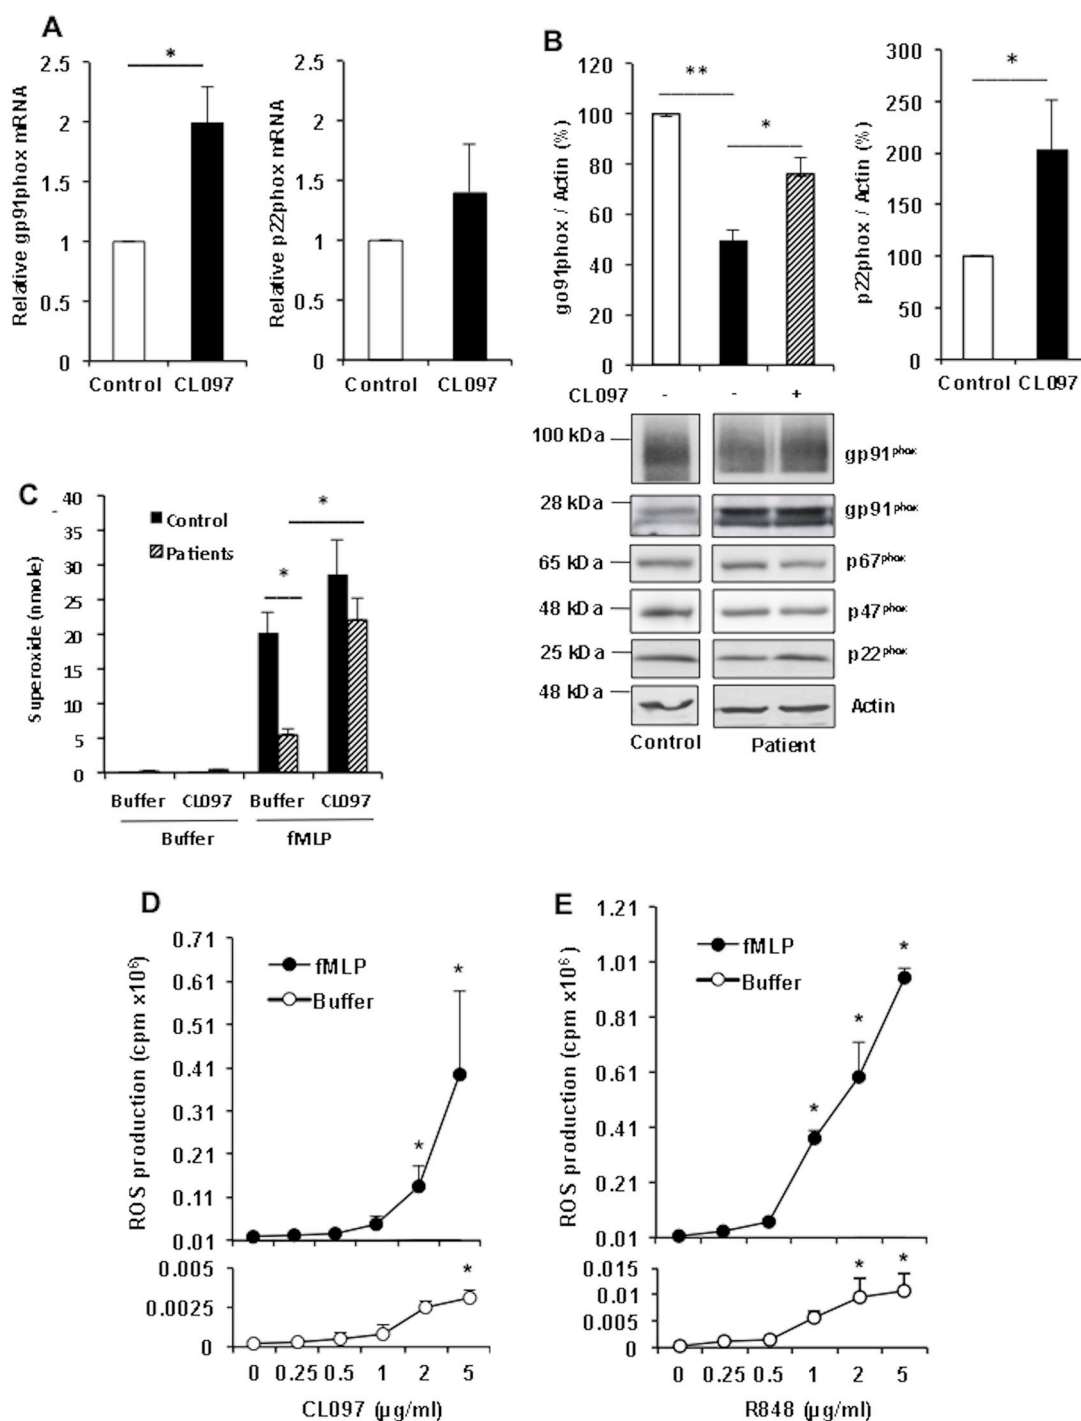 A
Relative gp91phox mRNA
2.5
2
1.5
1
0.5
0
*
Control CL097
Relative p22phox mRNA
2.5
2
1.5
1
0.5
0
Control CL097
B
go91phox / Actin (%)
120
100
80
60
40
20
0
**
*
CL097 - - +
p22phox / Actin (%)
300
250
200
150
100
50
0
*
Control CL097
100 kDa gp91phox
28 kDa gp91phox
65 kDa p67phox
48 kDa p47phox
25 kDa p22phox
48 kDa Actin
Control Patient
C
Superoxide (nmole)
40
35
30
25
20
15
10
5
0
Control
Patients
*
*
Buffer CL097 Buffer CL097
Buffer fMLP
D
ROS production (cpm x10⁶)
0.71
0.61
0.51
0.41
0.31
0.21
0.11
0.01
fMLP
Buffer
*
*
0.005
0.0025
0
*
0 0.25 0.5 1 2 5
CL097 (µg/ml)
E
ROS production (cpm x10⁶)
1.21
1.01
0.81
0.61
0.41
0.21
0.01
fMLP
Buffer
*
*
*
0.015
0.01
0.005
0
* *
0 0.25 0.5 1 2 5
R848 (µg/ml)